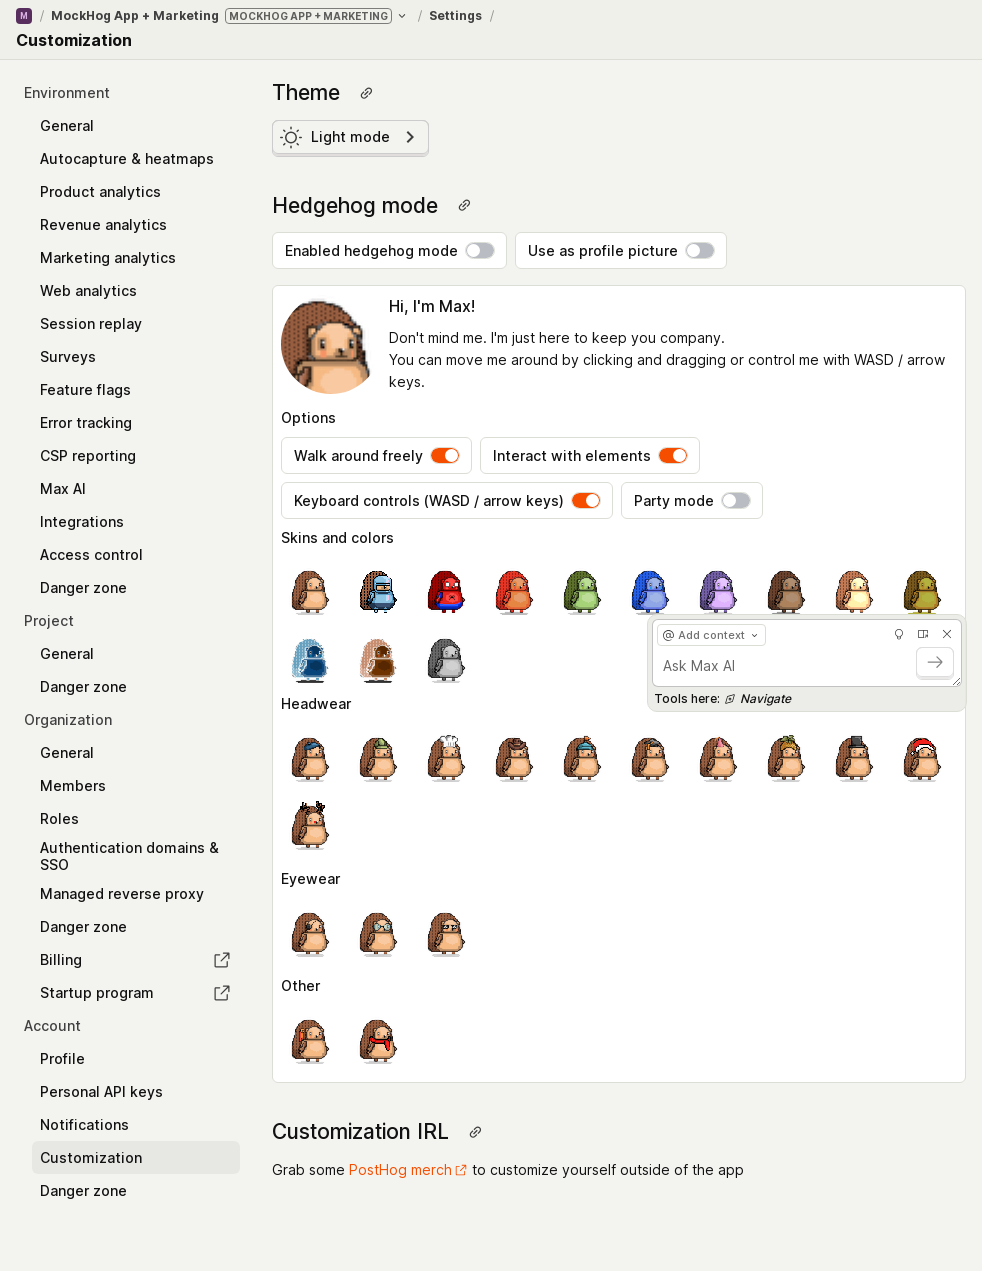 M / MockHog App + Marketing MOCKHOG APP + MARKETING / Settings /
Customization
Environment
General
Autocapture & heatmaps
Product analytics
Revenue analytics
Marketing analytics
Web analytics
Session replay
Surveys
Feature flags
Error tracking
CSP reporting
Max AI
Integrations
Access control
Danger zone
Project
General
Danger zone
Organization
General
Members
Roles
Authentication domains &
SSO
Managed reverse proxy
Danger zone
Billing
Startup program
Account
Profile
Personal API keys
Notifications
Customization
Danger zone
Theme
Light mode
Hedgehog mode
Enabled hedgehog mode
Use as profile picture
Hi, I'm Max!
Don't mind me. I'm just here to keep you company.
You can move me around by clicking and dragging or control me with WASD / arrow
keys.
Options
Walk around freely
Interact with elements
Keyboard controls (WASD / arrow keys)
Party mode
Skins and colors
@ Add context
Ask Max AI
Tools here: Navigate
Headwear
Eyewear
Other
Customization IRL
Grab some PostHog merch to customize yourself outside of the app